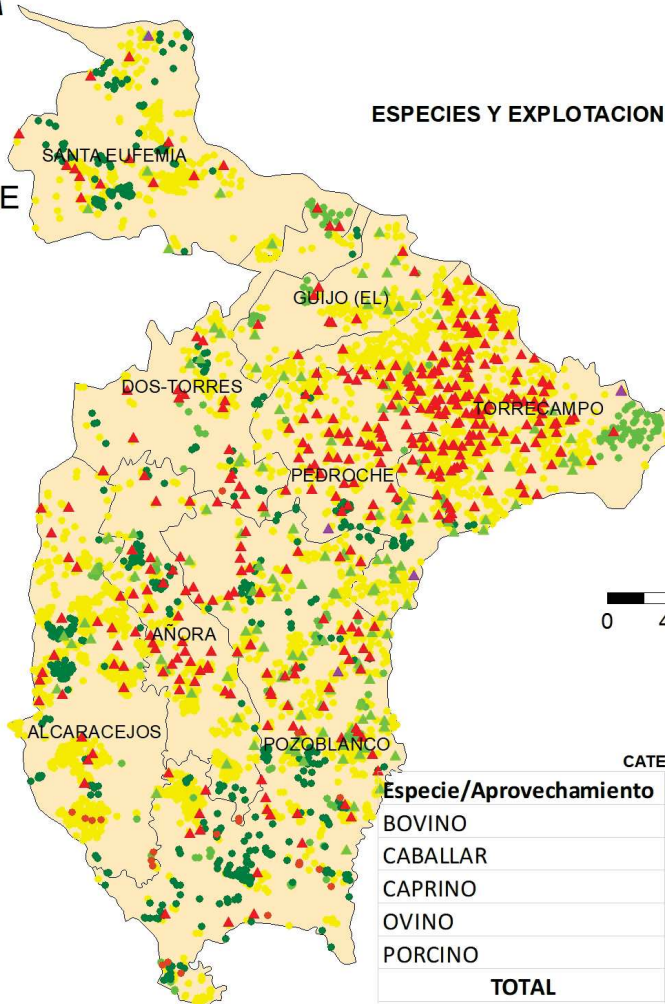 ESPECIES Y EXPLOTACION
SANTA EUFEMIA
E
GUIJO (EL)
DOS-TORRES
TORRECAMPO
PEDROCHE
0 4
AÑORA
ALCARACEJOS
POZOBLANCO
CATE
Especie/Aprovechamiento
BOVINO
CABALLAR
CAPRINO
OVINO
PORCINO
TOTAL